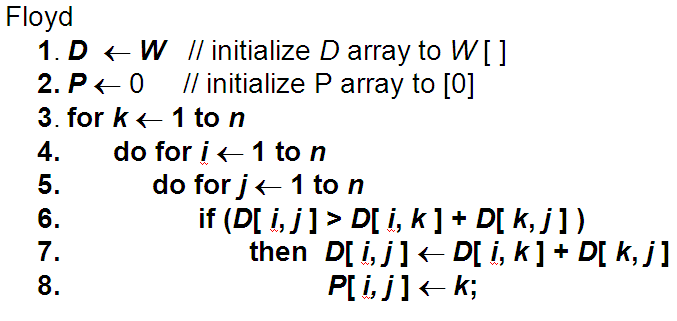 Floyd
1. D ← W // initialize D array to W [ ]
2. P ← 0 // initialize P array to [0]
3. for k ← 1 to n
4. do for i ← 1 to n
5. do for j ← 1 to n
6. if (D[ i, j ] > D[ i, k ] + D[ k, j ] )
7. then D[ i, j ] ← D[ i, k ] + D[ k, j ]
8. P[ i, j ] ← k;